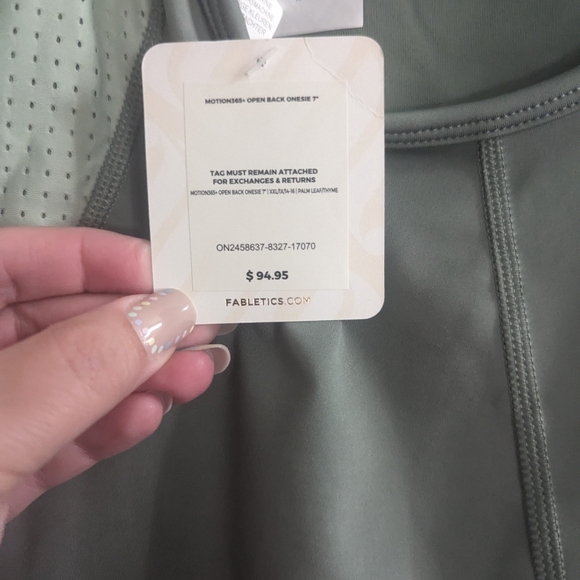 MOTION365+ OPEN BACK ONESIE 7"
TAG MUST REMAIN ATTACHED
FOR EXCHANGES & RETURNS
MOTION365+ OPEN BACK ONESIE 7" | XXL/1X/14-16 | PALM LEAF/THYME
ON2458637-8327-17070
$ 94.95
FABLETICS.COM